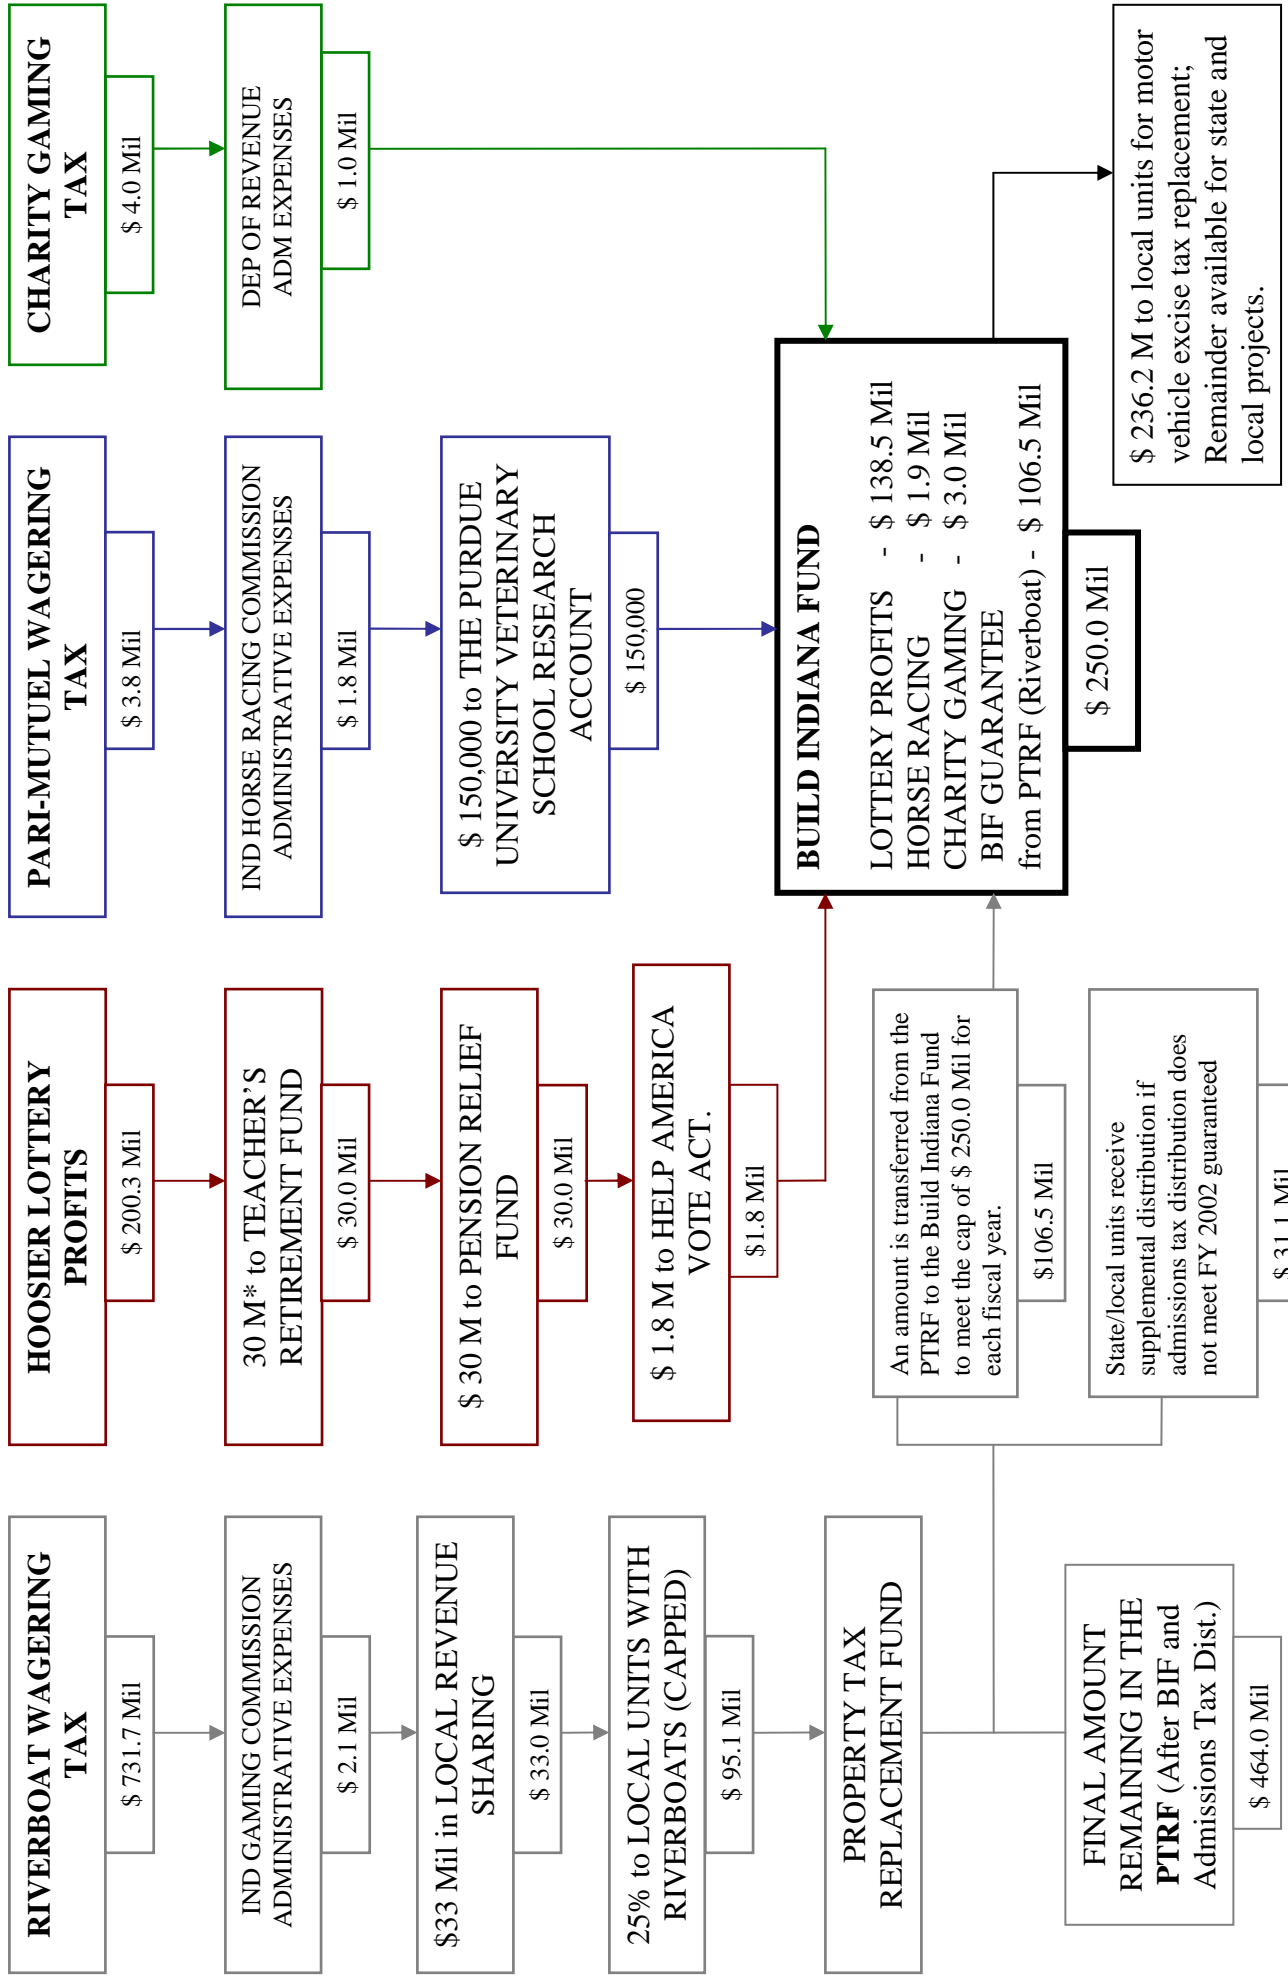 RIVERBOAT WAGERING
TAX
$ 731.7 Mil
IND GAMING COMMISSION
ADMINISTRATIVE EXPENSES
$ 2.1 Mil
$33 Mil in LOCAL REVENUE
SHARING
$ 33.0 Mil
25% to LOCAL UNITS WITH
RIVERBOATS (CAPPED)
$ 95.1 Mil
PROPERTY TAX
REPLACEMENT FUND
FINAL AMOUNT
REMAINING IN THE
PTRF (After BIF and
Admissions Tax Dist.)
$ 464.0 Mil
HOOSIER LOTTERY
PROFITS
$ 200.3 Mil
30 M* to TEACHER’S
RETIREMENT FUND
$ 30.0 Mil
$ 30 M to PENSION RELIEF
FUND
$ 30.0 Mil
$ 1.8 M to HELP AMERICA
VOTE ACT.
$1.8 Mil
An amount is transferred from the
PTRF to the Build Indiana Fund
to meet the cap of $ 250.0 Mil for
each fiscal year.
$106.5 Mil
State/local units receive
supplemental distribution if
admissions tax distribution does
not meet FY 2002 guaranteed
$ 31.1 Mil
PARI-MUTUEL WAGERING
TAX
$ 3.8 Mil
IND HORSE RACING COMMISSION
ADMINISTRATIVE EXPENSES
$ 1.8 Mil
$ 150,000 to THE PURDUE
UNIVERSITY VETERINARY
SCHOOL RESEARCH
ACCOUNT
$ 150,000
BUILD INDIANA FUND
LOTTERY PROFITS - $ 138.5 Mil
HORSE RACING - $ 1.9 Mil
CHARITY GAMING - $ 3.0 Mil
BIF GUARANTEE
from PTRF (Riverboat) - $ 106.5 Mil
$ 250.0 Mil
CHARITY GAMING
TAX
$ 4.0 Mil
DEP OF REVENUE
ADM EXPENSES
$ 1.0 Mil
$ 236.2 M to local units for motor
vehicle excise tax replacement;
Remainder available for state and
local projects.